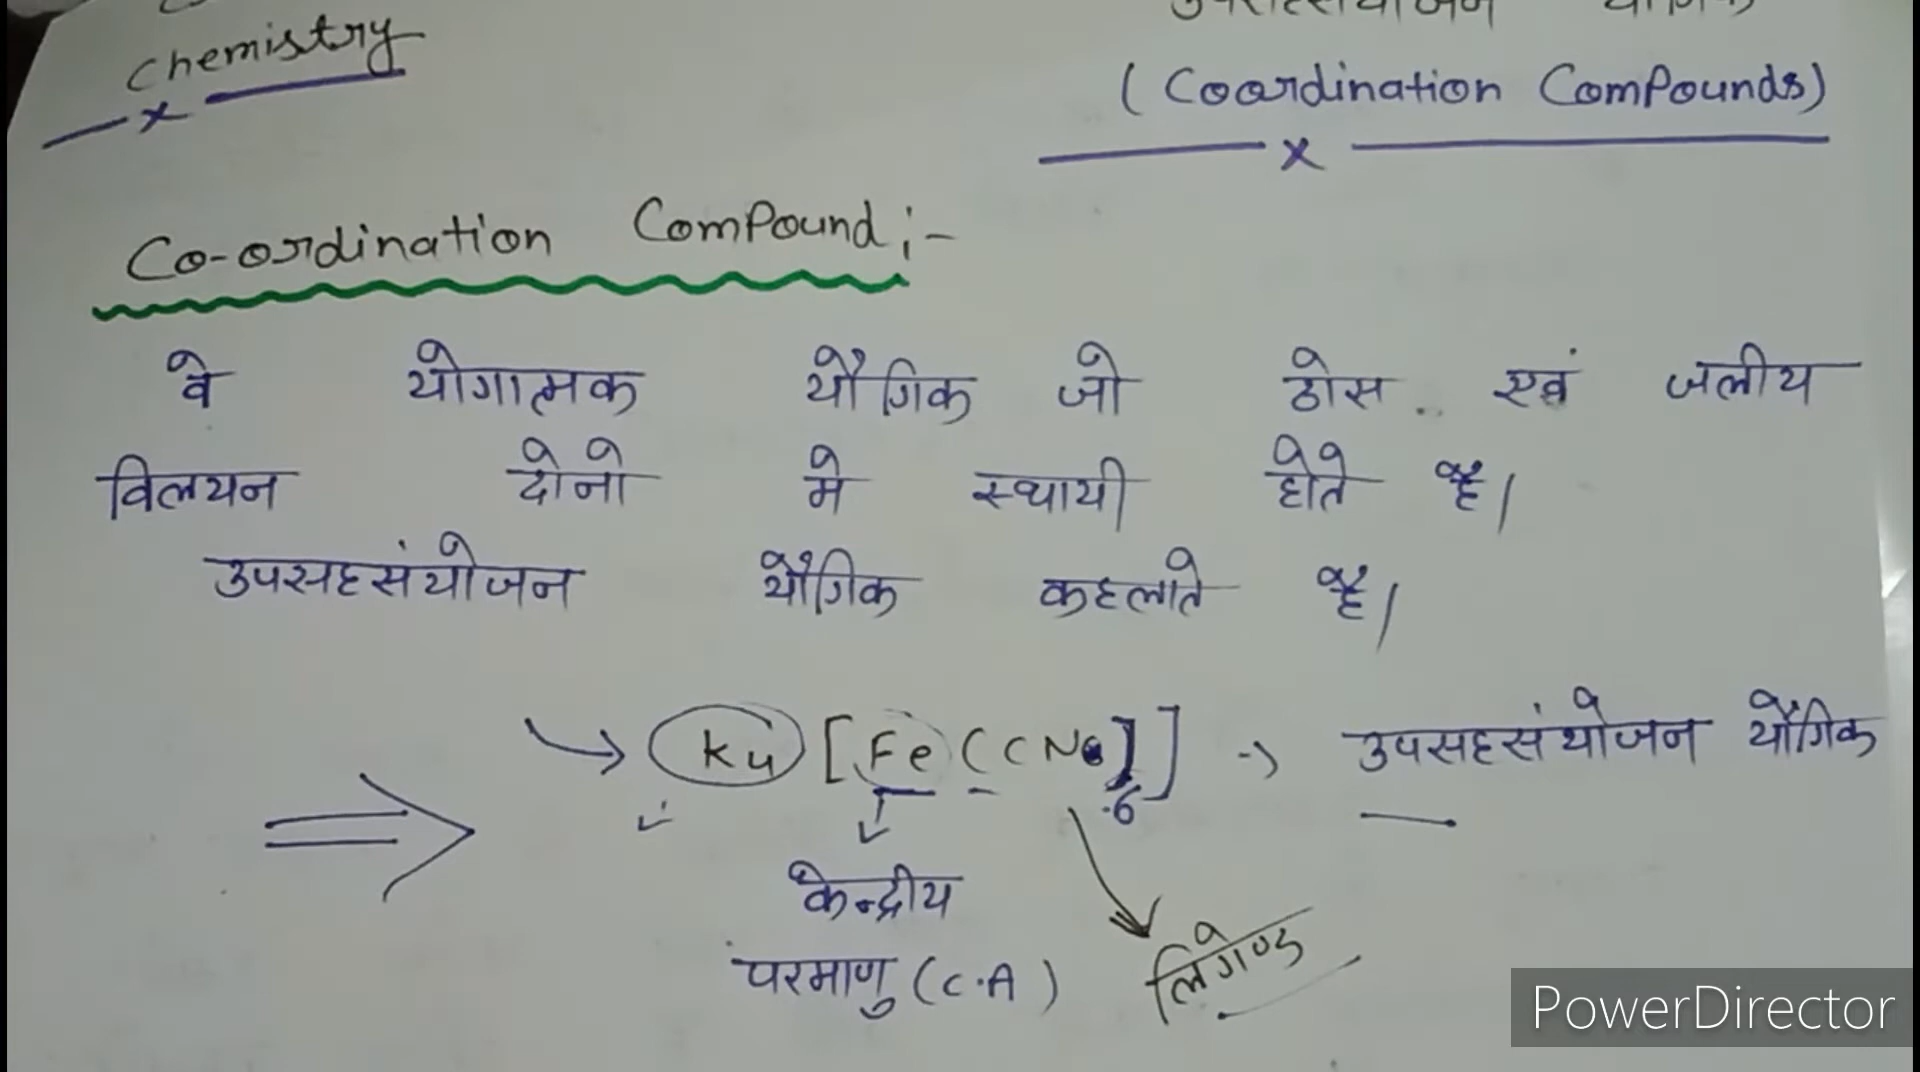 Chemistry
(Coordination Compounds)
Co-ordination Compound :-
वे योगात्मक यौगिक जो ठोस एवं जलीय
विलयन दोनो मे स्थायी होते है।
उपसहसंयोजन यौगिक कहलाते है।
K4 [Fe(CN)6] → उपसहसंयोजन यौगिक
केन्द्रीय
परमाणु (C.A)
लिगेण्ड
PowerDirector